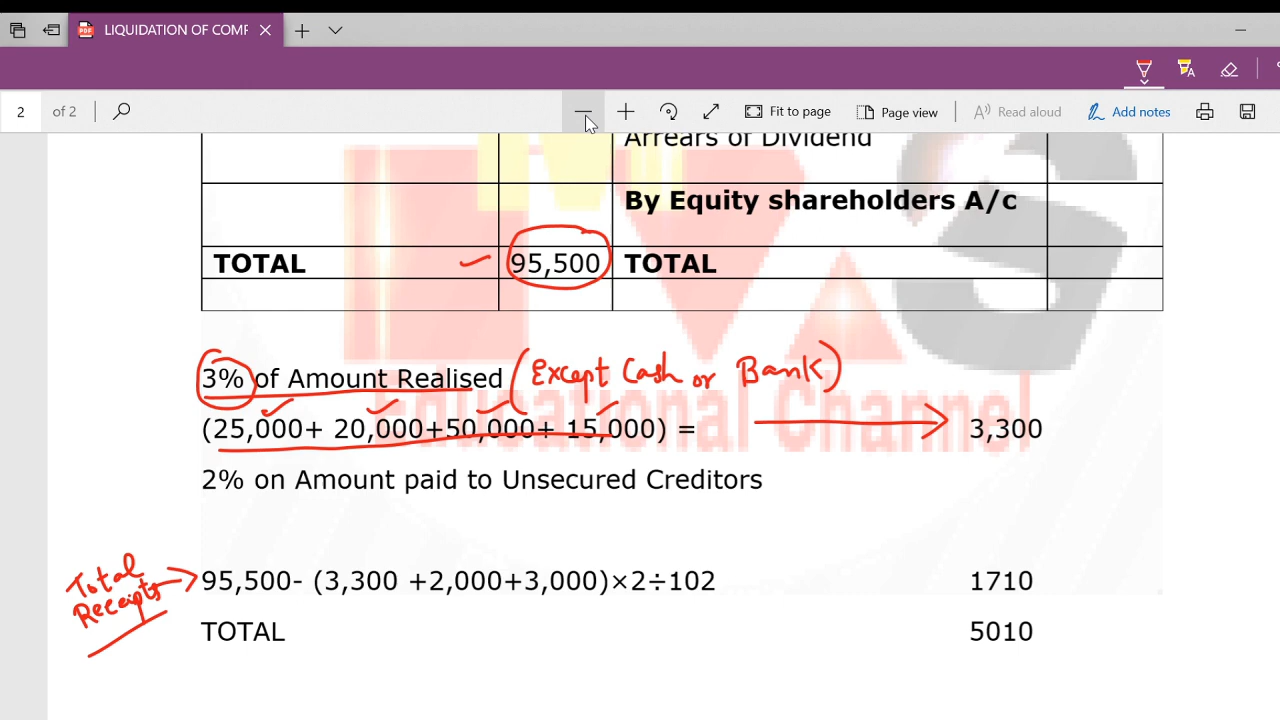 LIQUIDATION OF COMP
2 of 2 Fit to page Page view Read aloud Add notes
Arrears of Dividend
By Equity shareholders A/c
TOTAL 95,500 TOTAL
3% of Amount Realised (Except Cash or Bank)
(25,000+ 20,000+50,000+ 15,000) = 3,300
2% on Amount paid to Unsecured Creditors
Total
Receipts
95,500- (3,300 +2,000+3,000)×2÷102 1710
TOTAL 5010
Educational Channel